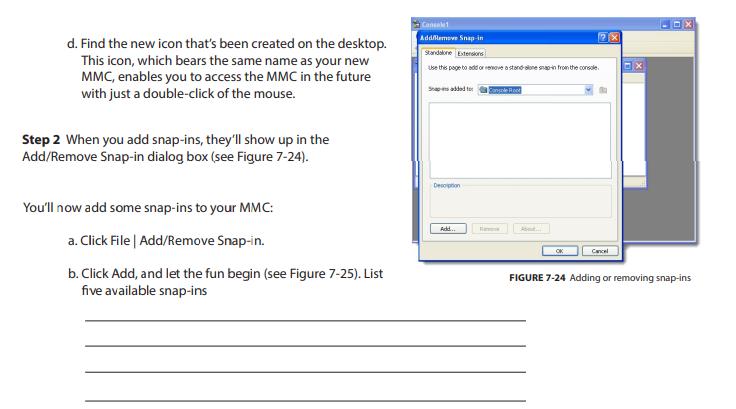 d. Find the new icon that's been created on the desktop.
This icon, which bears the same name as your new
MMC, enables you to access the MMC in the future
with just a double-click of the mouse.
Step 2 When you add snap-ins, they'll show up in the
Add/Remove Snap-in dialog box (see Figure 7-24).
You'll now add some snap-ins to your MMC:
a. Click File | Add/Remove Snap-in.
b. Click Add, and let the fun begin (see Figure 7-25). List
five available snap-ins
Console1
Add/Remove Snap-in
Standalone Extensions
Use this page to add or remove a stand-alone snap-in from the console.
Snap-ins added to: Console Root
Description
Add... Remove About...
OK Cancel
FIGURE 7-24 Adding or removing snap-ins